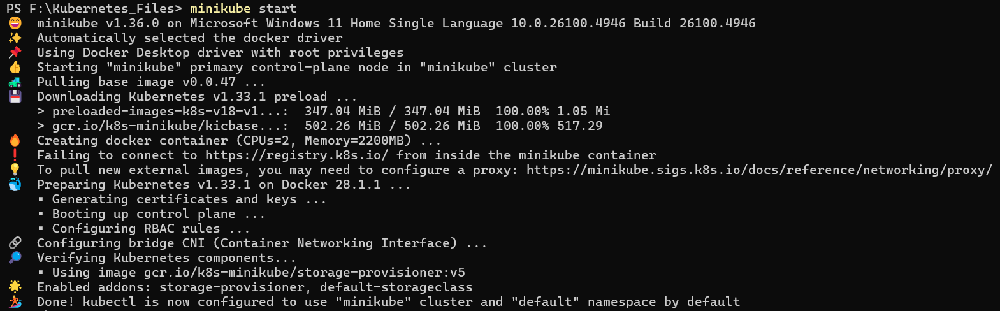 PS F:\Kubernetes_Files> minikube start
😄 minikube v1.36.0 on Microsoft Windows 11 Home Single Language 10.0.26100.4946 Build 26100.4946
✨ Automatically selected the docker driver
📌 Using Docker Desktop driver with root privileges
👍 Starting "minikube" primary control-plane node in "minikube" cluster
🚜 Pulling base image v0.0.47 ...
💾 Downloading Kubernetes v1.33.1 preload ...
> preloaded-images-k8s-v18-v1...: 347.04 MiB / 347.04 MiB 100.00% 1.05 Mi
> gcr.io/k8s-minikube/kicbase...: 502.26 MiB / 502.26 MiB 100.00% 517.29
🔥 Creating docker container (CPUs=2, Memory=2200MB) ...
❗ Failing to connect to https://registry.k8s.io/ from inside the minikube container
💡 To pull new external images, you may need to configure a proxy: https://minikube.sigs.k8s.io/docs/reference/networking/proxy/
🐳 Preparing Kubernetes v1.33.1 on Docker 28.1.1 ...
▪ Generating certificates and keys ...
▪ Booting up control plane ...
▪ Configuring RBAC rules ...
🔗 Configuring bridge CNI (Container Networking Interface) ...
🔎 Verifying Kubernetes components...
▪ Using image gcr.io/k8s-minikube/storage-provisioner:v5
🌟 Enabled addons: storage-provisioner, default-storageclass
🏄 Done! kubectl is now configured to use "minikube" cluster and "default" namespace by default